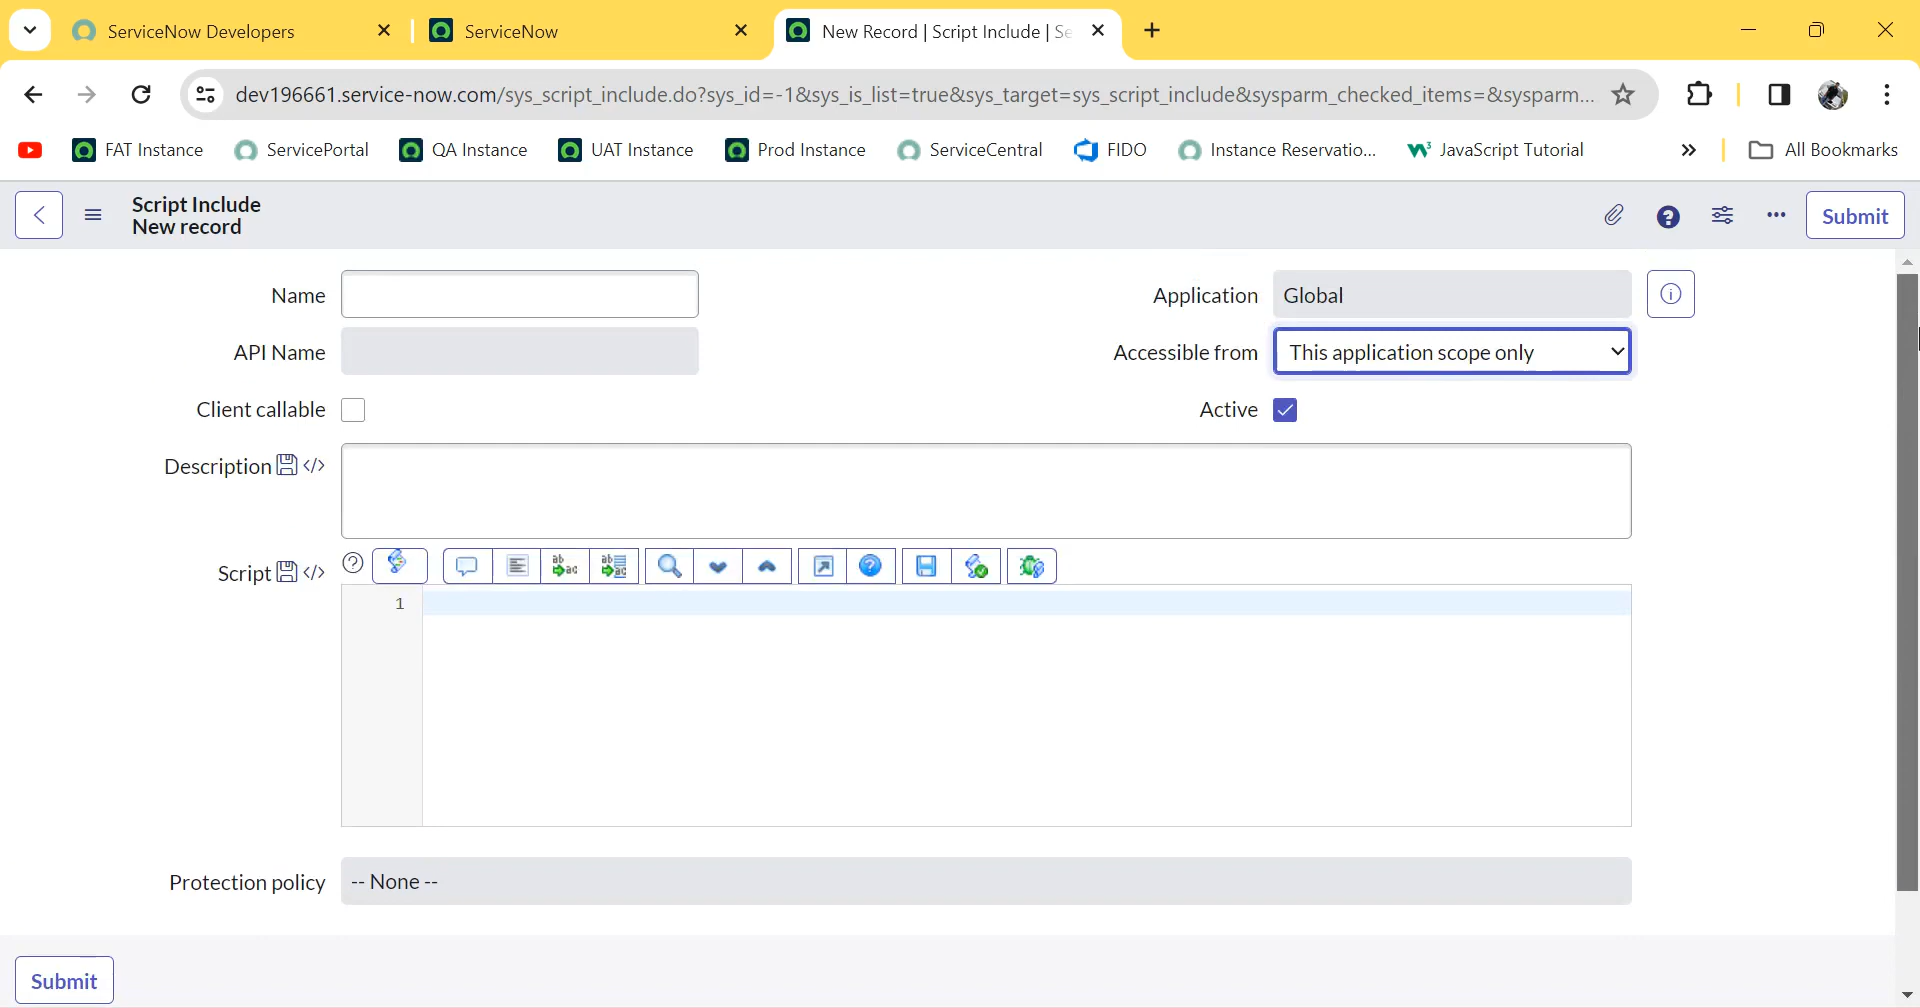 ServiceNow Developers
ServiceNow
New Record | Script Include | Se
dev196661.service-now.com/sys_script_include.do?sys_id=-1&sys_is_list=true&sys_target=sys_script_include&sysparm_checked_items=&sysparm...
FAT Instance
ServicePortal
QA Instance
UAT Instance
Prod Instance
ServiceCentral
FIDO
Instance Reservatio...
JavaScript Tutorial
All Bookmarks
Script Include
New record
Submit
Name
Application
Global
API Name
Accessible from
This application scope only
Client callable
Active
Description
Script
1
Protection policy
-- None --
Submit